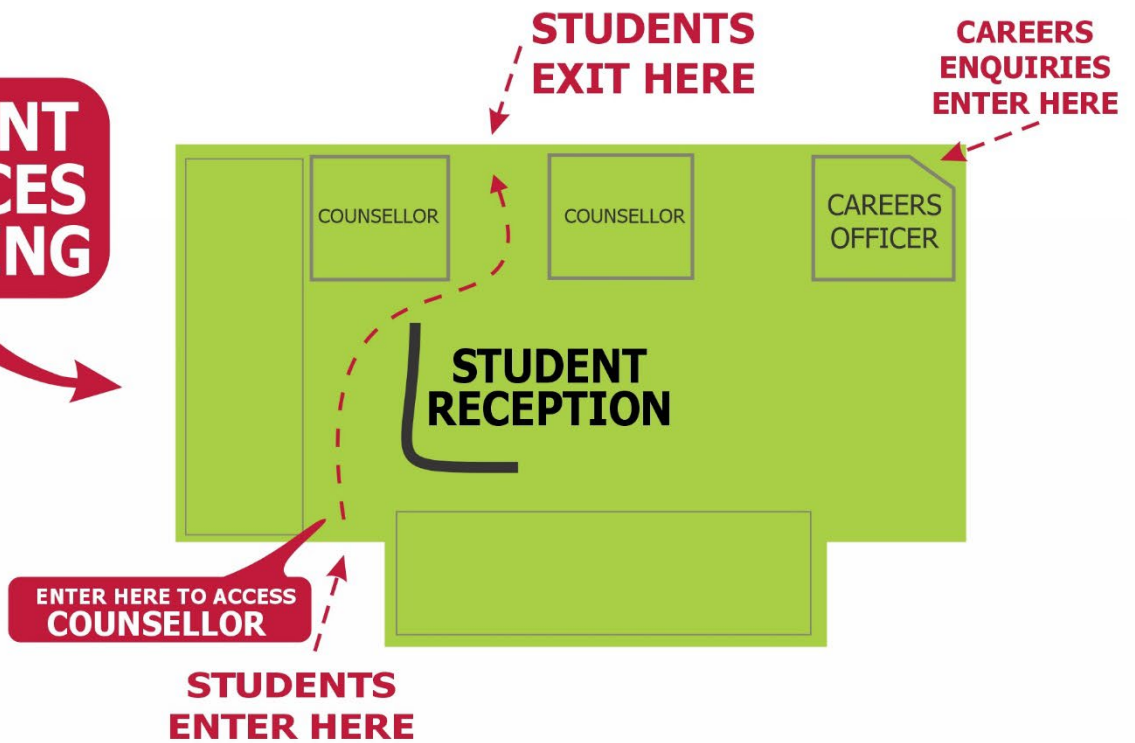 STUDENTS
EXIT HERE
CAREERS
ENQUIRIES
ENTER HERE
NT
CES
NG
COUNSELLOR
COUNSELLOR
CAREERS
OFFICER
STUDENT
RECEPTION
ENTER HERE TO ACCESS
COUNSELLOR
STUDENTS
ENTER HERE